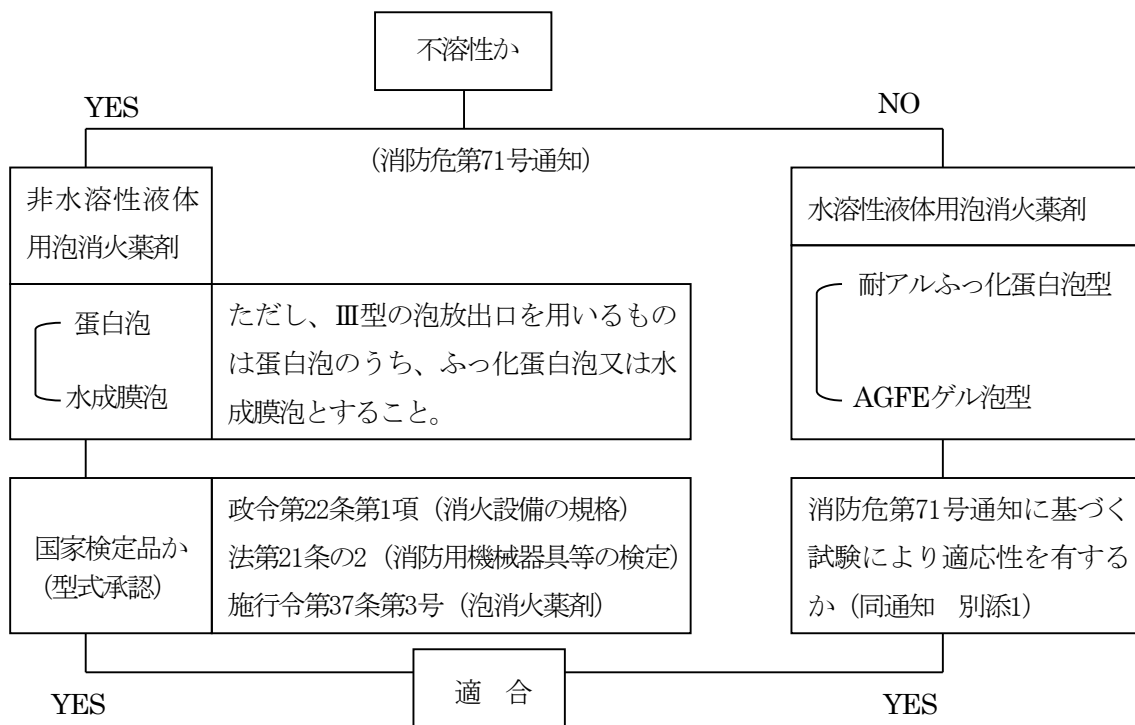 不溶性か
YES
NO
(消防危第71号通知)
非水溶性液体
用泡消火薬剤
水溶性液体用泡消火薬剤
蛋白泡
水成膜泡
ただし、Ⅲ型の泡放出口を用いるもの
は蛋白泡のうち、ふっ化蛋白泡又は水
成膜泡とすること。
耐アルふっ化蛋白泡型
AGFEゲル泡型
国家検定品か
(型式承認)
政令第22条第1項(消火設備の規格)
法第21条の2(消防用機械器具等の検定)
施行令第37条第3号(泡消火薬剤)
消防危第71号通知に基づく
試験により適応性を有する
か(同通知　別添1)
YES
適　合
YES